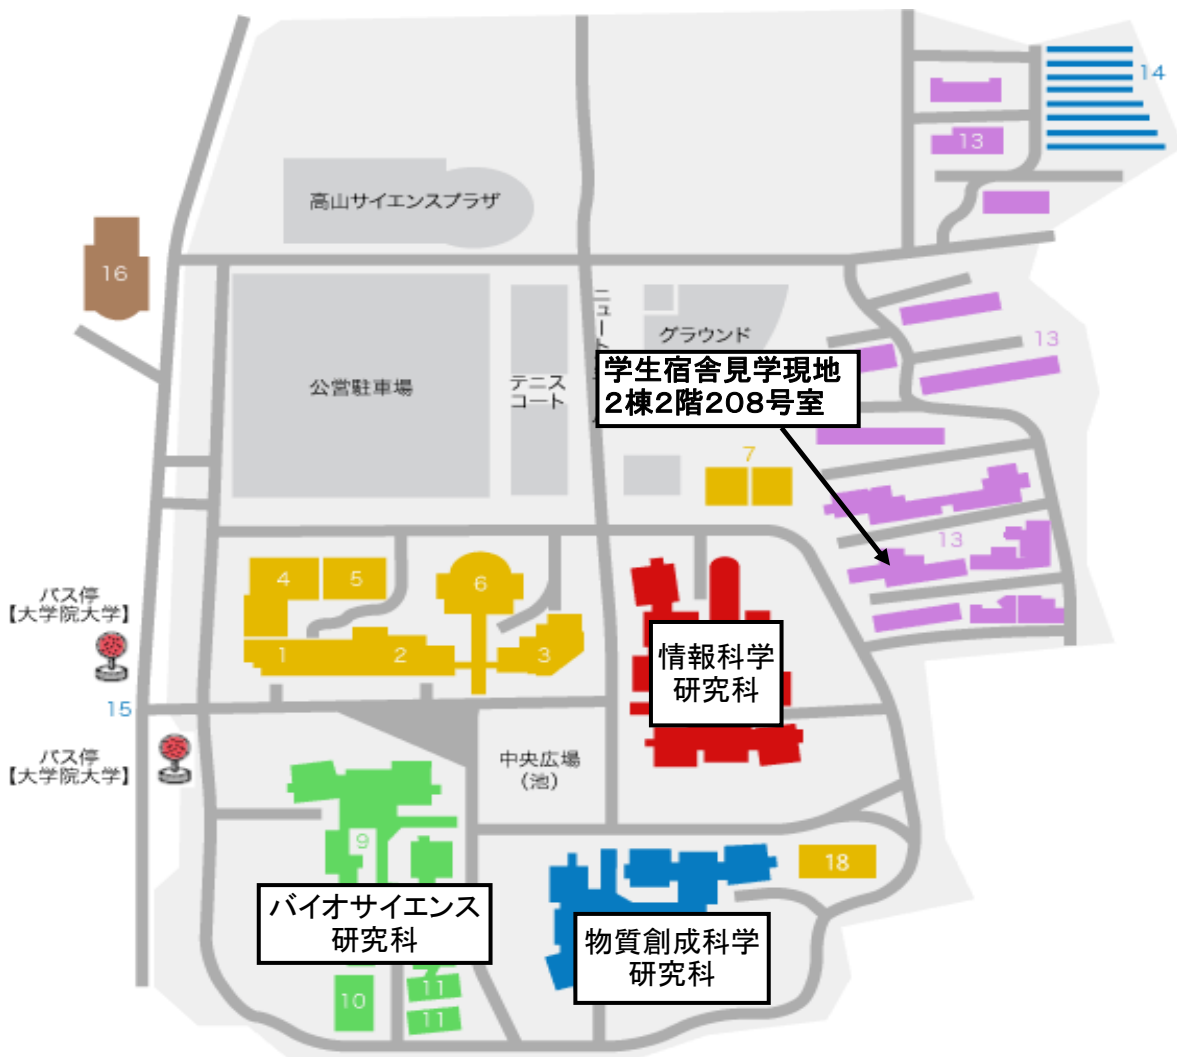 14
13
高山サイエンスプラザ
16
ニュート
グラウンド
公営駐車場
テニス
コート
13
学生宿舎見学現地
2棟2階208号室
7
13
4
5
6
バス停
【大学院大学】
1
2
3
情報科学
研究科
15
バス停
【大学院大学】
中央広場
(池)
9
18
バイオサイエンス
研究科
物質創成科学
研究科
10
11
11